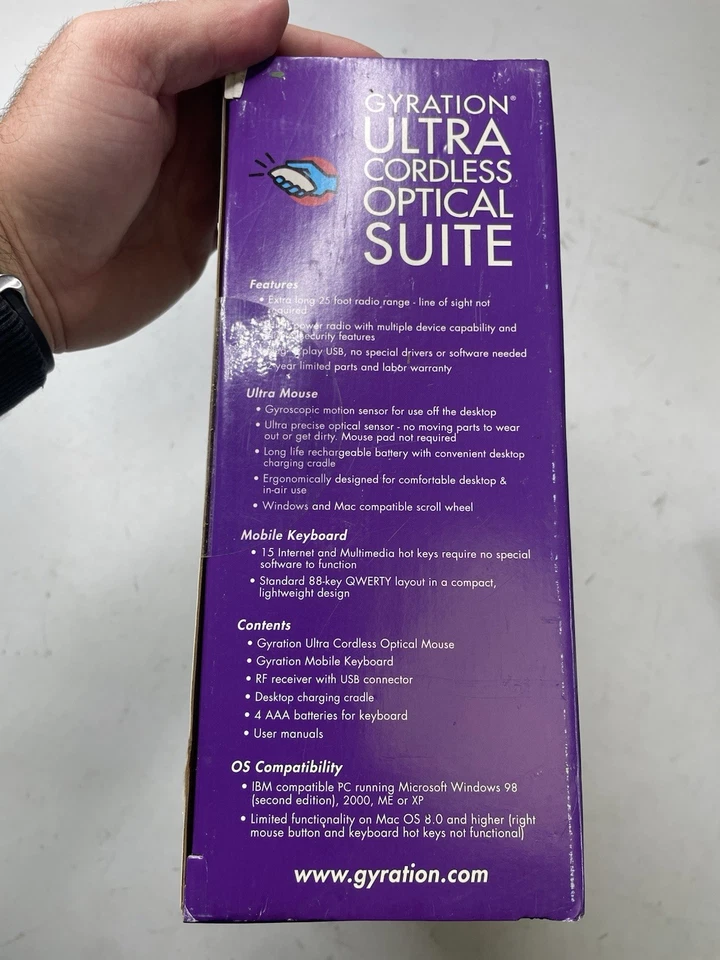 GYRATION®
ULTRA
CORDLESS
OPTICAL
SUITE
Features
• Extra long 25 foot radio range - line of sight not
required
power radio with multiple device capability and
security features
play USB, no special drivers or software needed
year limited parts and labor warranty
Ultra Mouse
• Gyroscopic motion sensor for use off the desktop
• Ultra precise optical sensor - no moving parts to wear
out or get dirty. Mouse pad not required
• Long life rechargeable battery with convenient desktop
charging cradle
• Ergonomically designed for comfortable desktop &
in-air use
• Windows and Mac compatible scroll wheel
Mobile Keyboard
• 15 Internet and Multimedia hot keys require no special
software to function
• Standard 88-key QWERTY layout in a compact,
lightweight design
Contents
• Gyration Ultra Cordless Optical Mouse
• Gyration Mobile Keyboard
• RF receiver with USB connector
• Desktop charging cradle
• 4 AAA batteries for keyboard
• User manuals
OS Compatibility
• IBM compatible PC running Microsoft Windows 98
(second edition), 2000, ME or XP
• Limited functionality on Mac OS 8.0 and higher (right
mouse button and keyboard hot keys not functional)
www.gyration.com